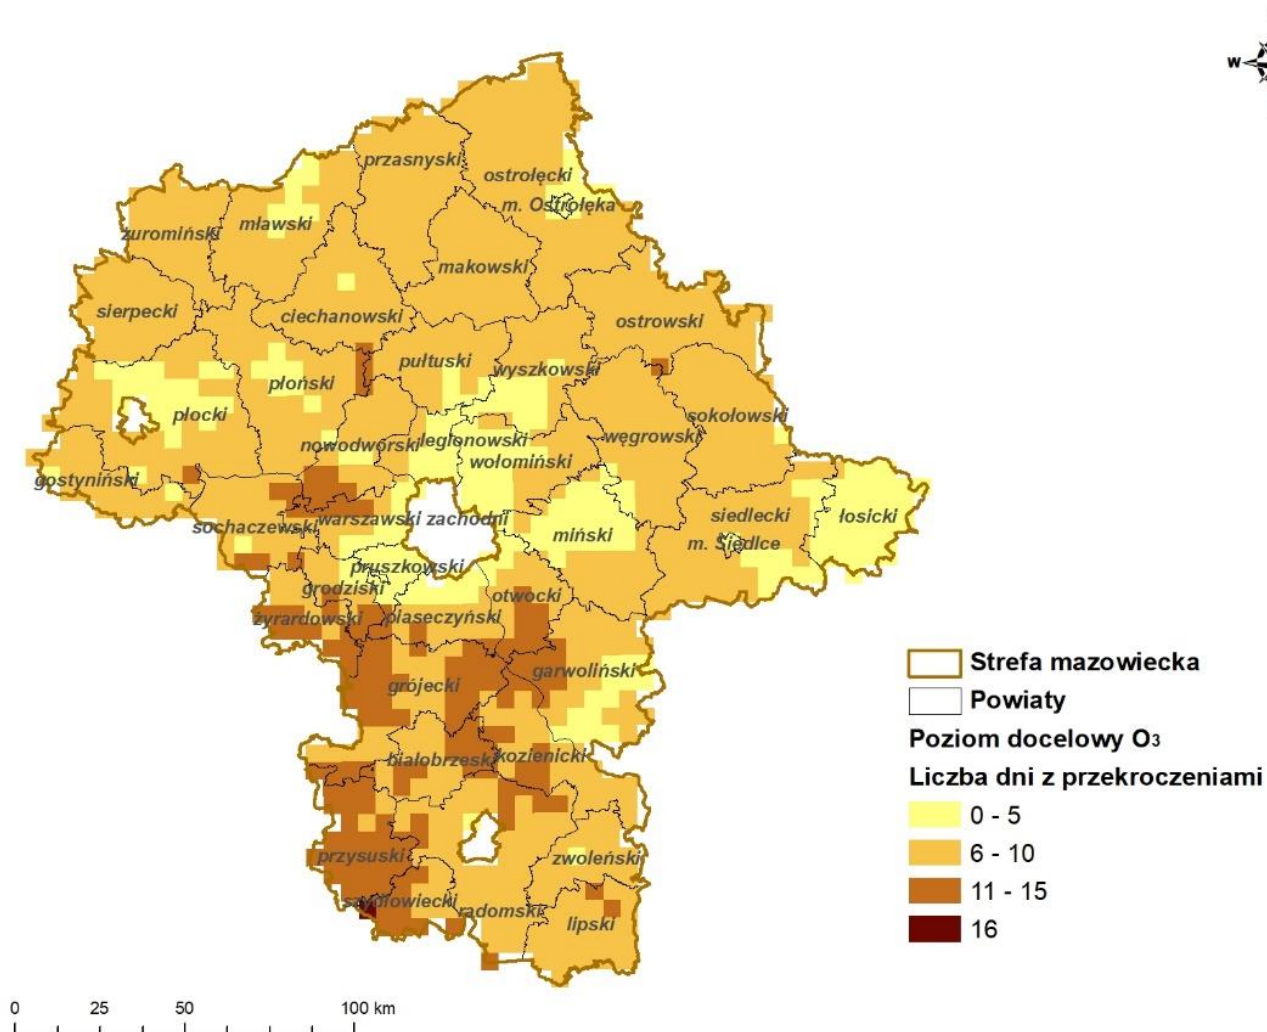 W
przasnyski
ostrołęcki
m. Ostrołęka
żuromiński
mławski
makowski
sierpecki
ciechanowski
ostrowski
pułtuski
wyszkowski
płoński
płocki
sokołowski
nowodworski
legionowski
węgrowski
wołomiński
gostyniński
sochaczewski
warszawski zachodni
siedlecki
łosicki
miński
m. Siedlce
pruszkowski
grodziski
otwocki
żyrardowski
piaseczyński
garwoliński
grójecki
białobrzeski
kozienicki
przysuski
zwoleński
szydłowiecki
radomski
lipski
Strefa mazowiecka
Powiaty
Poziom docelowy O3
Liczba dni z przekroczeniami
0 - 5
6 - 10
11 - 15
16
0 25 50 100 km